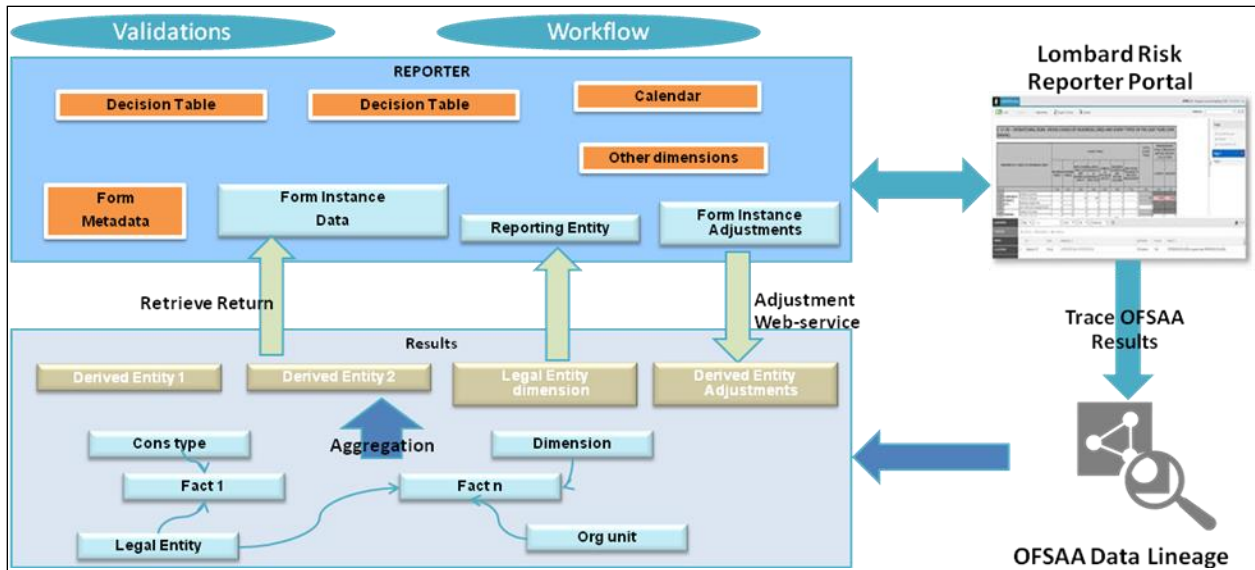 Validations
Workflow
REPORTER
Decision Table
Decision Table
Calendar
Other dimensions
Form
Metadata
Form Instance
Data
Reporting Entity
Form Instance
Adjustments
Lombard Risk
Reporter Portal
Retrieve Return
Adjustment
Web-service
Trace OFSAA
Results
Results
Derived Entity 1
Derived Entity 2
Legal Entity
dimension
Derived Entity
Adjustments
Cons type
Aggregation
Dimension
Fact 1
Fact n
Legal Entity
Org unit
OFSAA Data Lineage